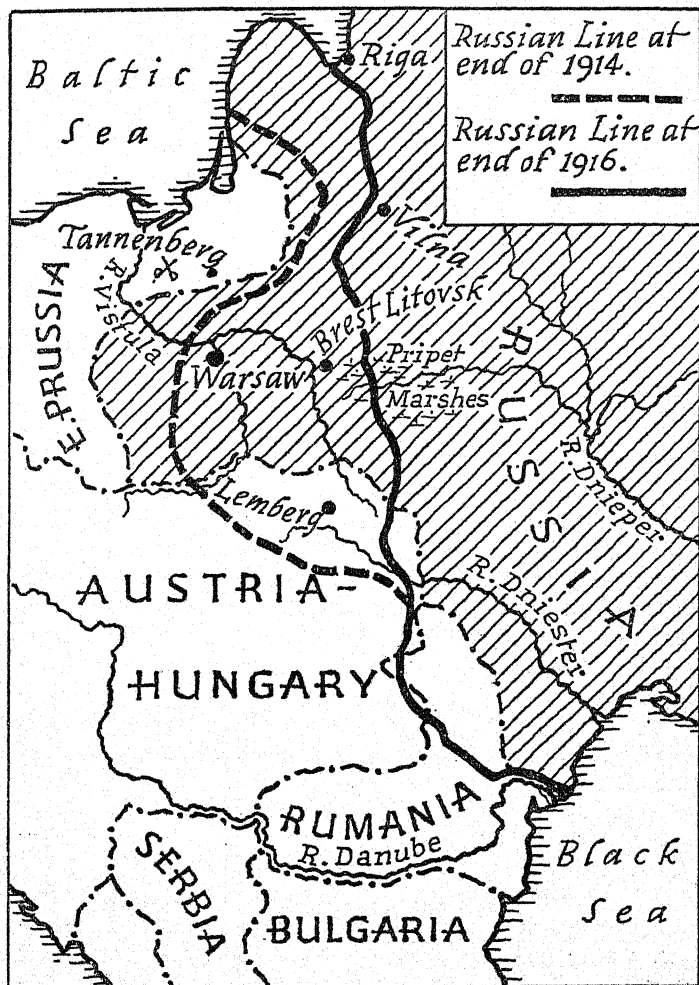 Baltic
Sea
Riga
Russian Line at
end of 1914.
Russian Line at
end of 1916.
Vilna
Tannenberg
R. Vistula
E. PRUSSIA
Brest Litovsk
Warsaw
Pripet
Marshes
RUSSIA
R. Dnieper
Lemberg
R. Dniester
AUSTRIA-
HUNGARY
RUMANIA
R. Danube
SERBIA
BULGARIA
Black
Sea